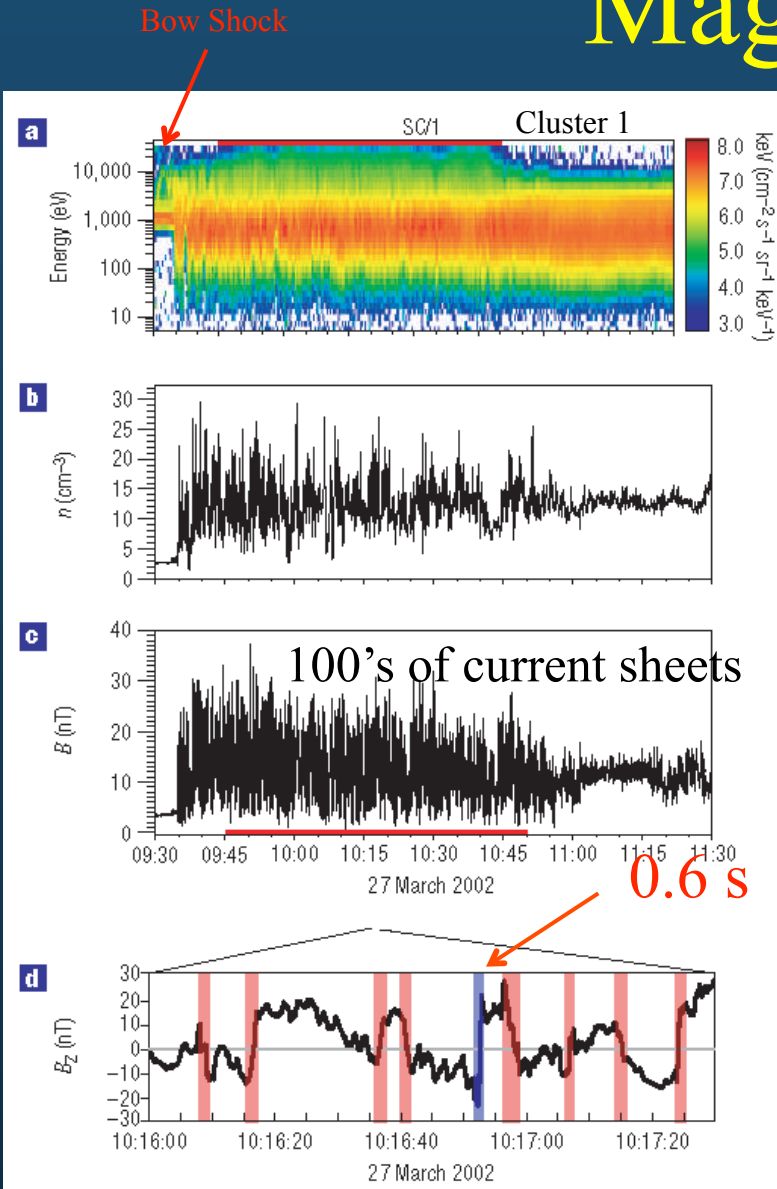 Mag
Bow Shock
a
SC/1
Cluster 1
Energy (eV)
10,000
1,000
100
10
8.0
7.0
6.0
5.0
4.0
3.0
keV (cm−2 s−1 sr−1 keV−1)
b
n (cm−3)
30
25
20
15
10
5
0
c
B (nT)
40
30
20
10
0
100's of current sheets
09:30 09:45 10:00 10:15 10:30 10:45 11:00 11:15 11:30
27 March 2002
0.6 s
d
BZ (nT)
30
20
10
0
−10
−20
−30
10:16:00 10:16:20 10:16:40 10:17:00 10:17:20
27 March 2002